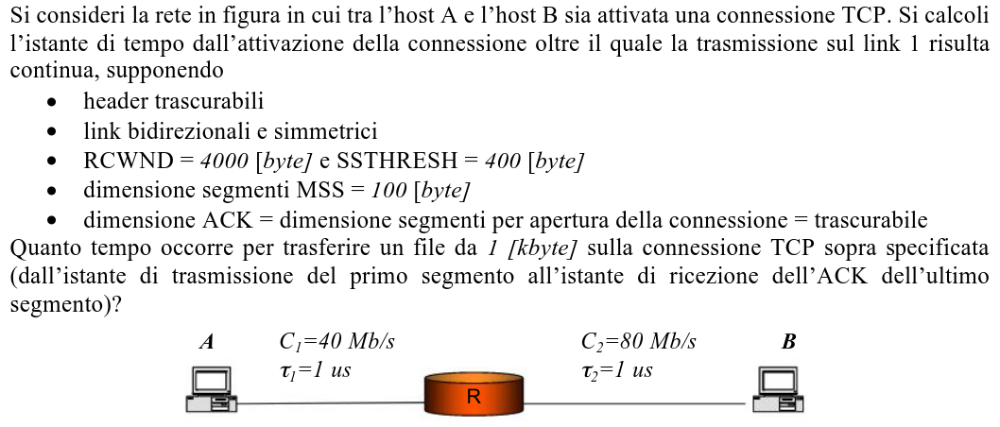 Si consideri la rete in figura in cui tra l'host A e l'host B sia attivata una connessione TCP. Si calcoli
l'istante di tempo dall'attivazione della connessione oltre il quale la trasmissione sul link 1 risulta
continua, supponendo
• header trascurabili
• link bidirezionali e simmetrici
• RCWND = 4000 [byte] e SSTHRESH = 400 [byte]
• dimensione segmenti MSS = 100 [byte]
• dimensione ACK = dimensione segmenti per apertura della connessione = trascurabile
Quanto tempo occorre per trasferire un file da 1 [kbyte] sulla connessione TCP sopra specificata
(dall'istante di trasmissione del primo segmento all'istante di ricezione dell'ACK dell'ultimo
segmento)?
A C₁=40 Mb/s C₂=80 Mb/s B
τ₁=1 us τ₂=1 us
R